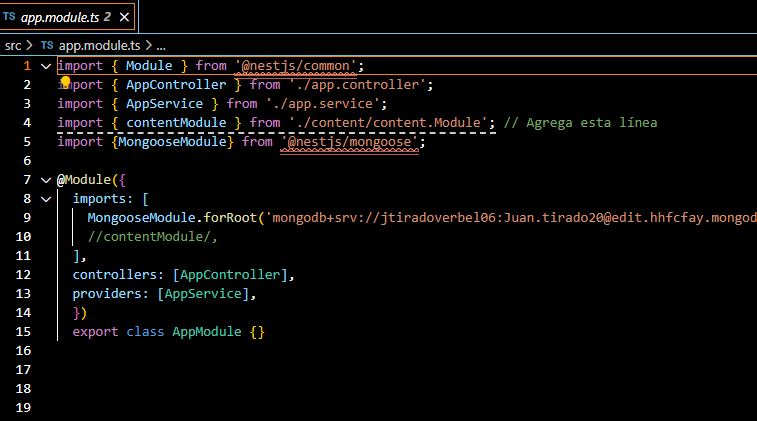 TS app.module.ts 2 ×
src > TS app.module.ts > ...
1 import { Module } from '@nestjs/common';
2 import { AppController } from './app.controller';
3 import { AppService } from './app.service';
4 import { contentModule } from './content/content.Module'; // Agrega esta línea
5 import {MongooseModule} from '@nestjs/mongoose';
6
7 @Module({
8 imports: [
9 MongooseModule.forRoot('mongodb+srv://jtiradoverbel06:Juan.tirado20@edit.hhfcfay.mongod
10 //contentModule/,
11 ],
12 controllers: [AppController],
13 providers: [AppService],
14 })
15 export class AppModule {}
16
17
18
19